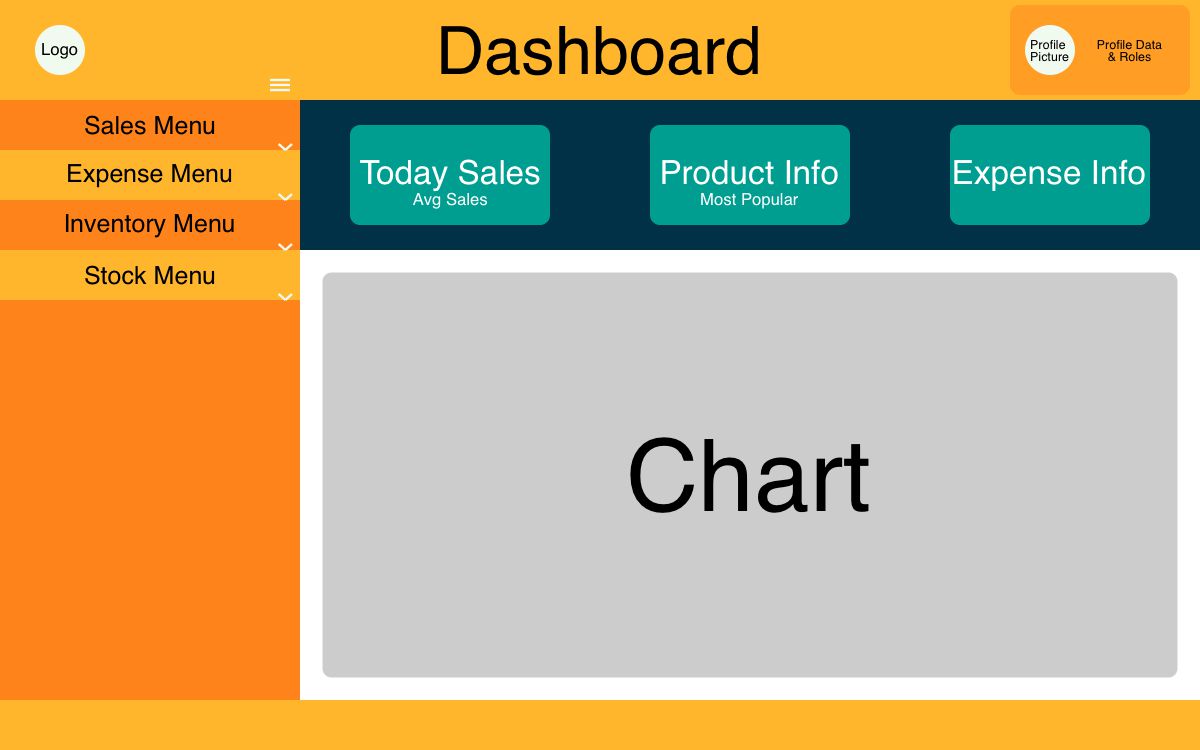 Logo
Dashboard
Profile
Picture
Profile Data
& Roles
Sales Menu
Expense Menu
Inventory Menu
Stock Menu
Today Sales
Avg Sales
Product Info
Most Popular
Expense Info
Chart